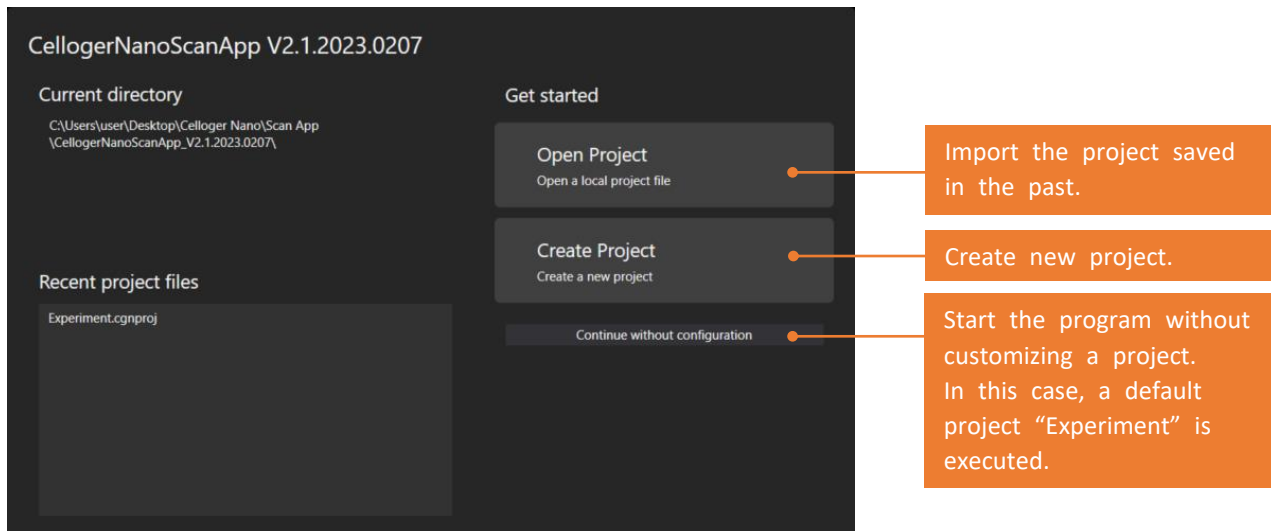 CellogerNanoScanApp V2.1.2023.0207
Current directory
C:\Users\user\Desktop\Celloger Nano\Scan App
\CellogerNanoScanApp_V2.1.2023.0207\
Recent project files
Experiment.cgnproj
Get started
Open Project
Open a local project file
Create Project
Create a new project
Continue without configuration
Import the project saved
in the past.
Create new project.
Start the program without
customizing a project.
In this case, a default
project “Experiment” is
executed.